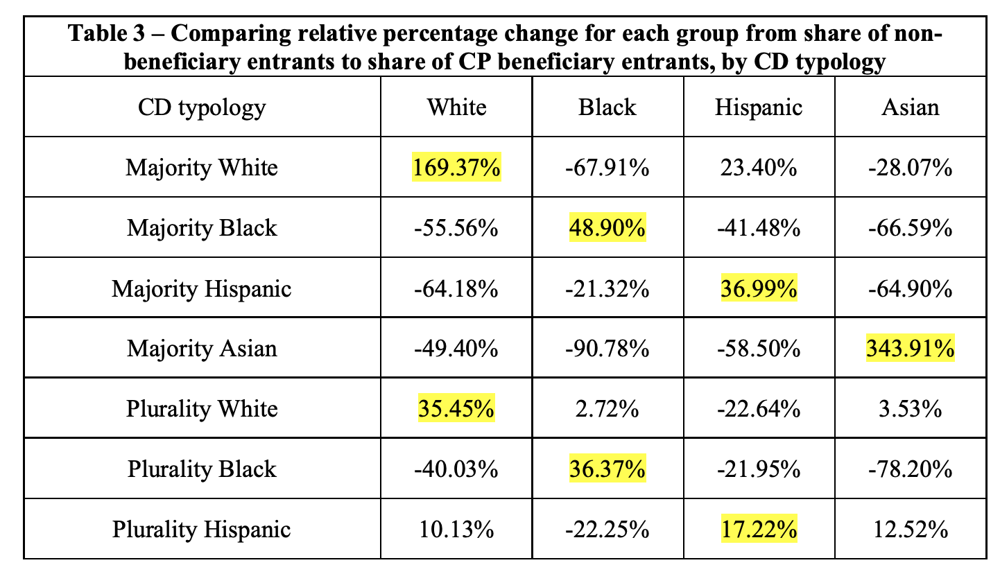 Table 3 – Comparing relative percentage change for each group from share of non-
beneficiary entrants to share of CP beneficiary entrants, by CD typology
CD typology White Black Hispanic Asian
Majority White 169.37% -67.91% 23.40% -28.07%
Majority Black -55.56% 48.90% -41.48% -66.59%
Majority Hispanic -64.18% -21.32% 36.99% -64.90%
Majority Asian -49.40% -90.78% -58.50% 343.91%
Plurality White 35.45% 2.72% -22.64% 3.53%
Plurality Black -40.03% 36.37% -21.95% -78.20%
Plurality Hispanic 10.13% -22.25% 17.22% 12.52%